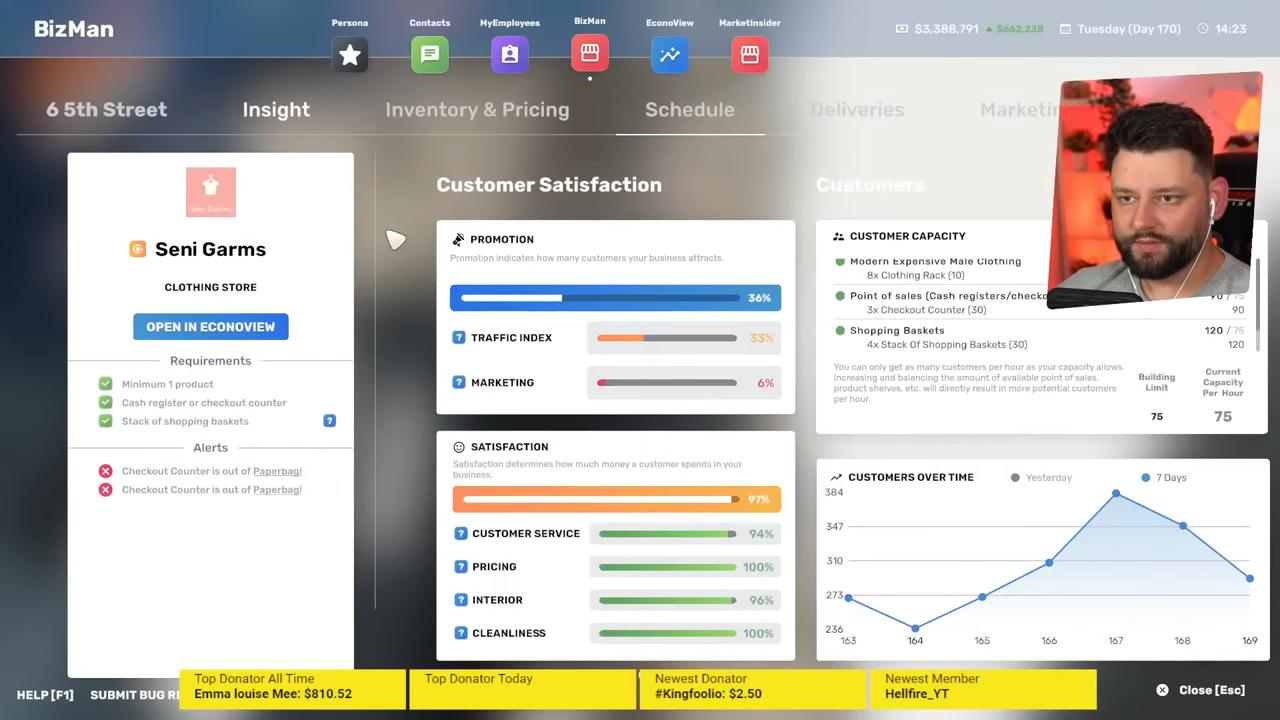 BizMan
Persona
Contacts
MyEmployees
BizMan
EconoView
MarketInsider
$3,388,791
$662,238
Tuesday (Day 170)
14:23
6 5th Street
Insight
Inventory & Pricing
Schedule
Deliveries
Seni Garms
Seni Garms
CLOTHING STORE
OPEN IN ECONOVIEW
Requirements
Minimum 1 product
Cash register or checkout counter
Stack of shopping baskets
?
Alerts
Checkout Counter is out of Paperbag!
Checkout Counter is out of Paperbag!
Customer Satisfaction
PROMOTION
Promotion indicates how many customers your business attracts.
36%
? TRAFFIC INDEX
33%
? MARKETING
6%
SATISFACTION
Satisfaction determines how much money a customer spends in your
business.
97%
? CUSTOMER SERVICE
94%
? PRICING
100%
? INTERIOR
96%
? CLEANLINESS
100%
Customers
CUSTOMER CAPACITY
Modern Expensive Male Clothing
8x Clothing Rack (10)
Point of sales (Cash registers/checko
90 / 75
3x Checkout Counter (30)
90
Shopping Baskets
120 / 75
4x Stack Of Shopping Baskets (30)
120
You can only get as many customers per hour as your capacity allows.
Increasing and balancing the amount of available point of sales,
product shelves, etc. will directly result in more potential customers
per hour.
Building
Limit
75
Current
Capacity
Per Hour
75
CUSTOMERS OVER TIME
Yesterday
7 Days
384
347
310
273
236
163
164
165
166
167
168
169
HELP [F1]
SUBMIT BUG RE
Top Donator All Time
Emma louise Mee: $810.52
Top Donator Today
Newest Donator
#Kingfoolio: $2.50
Newest Member
Hellfire_YT
Close [Esc]